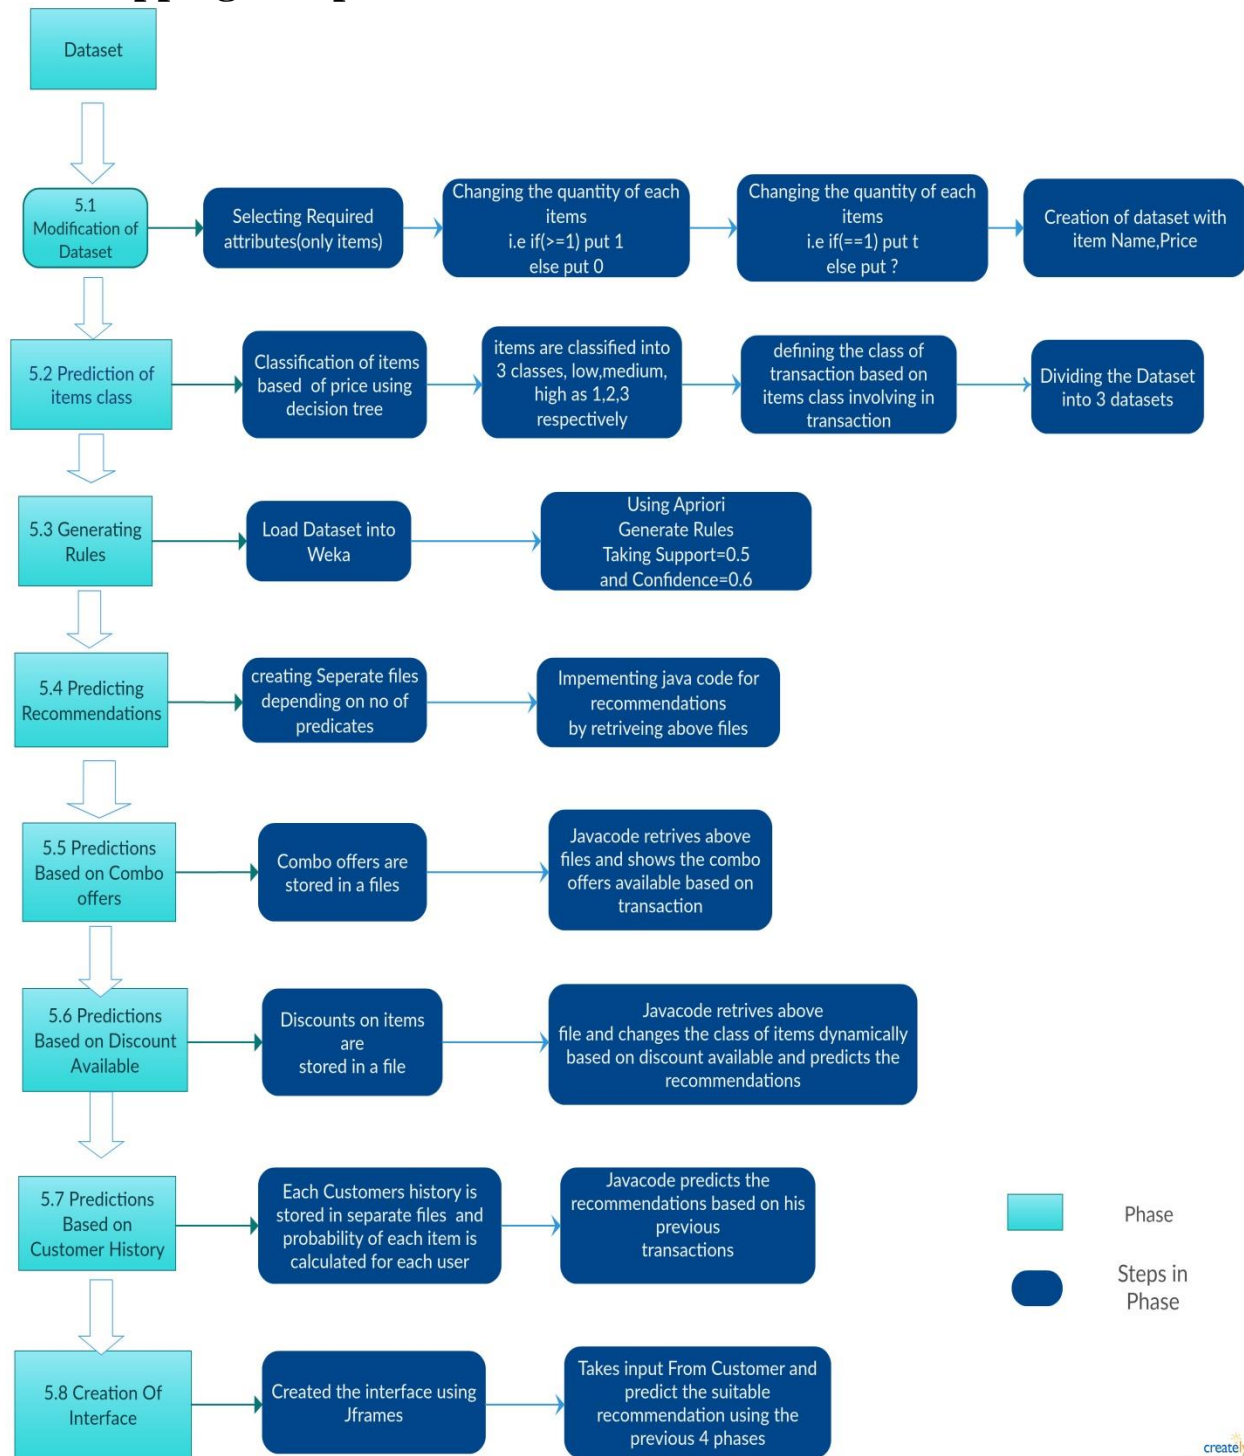 Dataset
5.1
Modification of
Dataset
Selecting Required
attributes(only items)
Changing the quantity of each
items
i.e if(>=1) put 1
else put 0
Changing the quantity of each
items
i.e if(==1) put t
else put ?
Creation of dataset with
item Name,Price
5.2 Prediction of
items class
Classification of items
based  of price using
decision tree
items are classified into
3 classes, low,medium,
high as 1,2,3
respectively
defining the class of
transaction based on
items class involving in
transaction
Dividing the Dataset
into 3 datasets
5.3 Generating
Rules
Load Dataset into
Weka
Using Apriori
Generate Rules
Taking Support=0.5
and Confidence=0.6
5.4 Predicting
Recommendations
creating Seperate files
depending on no of
predicates
Impementing java code for
recommendations
by retriveing above files
5.5 Predictions
Based on Combo
offers
Combo offers are
stored in a files
Javacode retrives above
files and shows the combo
offers available based on
transaction
5.6 Predictions
Based on Discount
Available
Discounts on items
are
stored in a file
Javacode retrives above
file and changes the class of items dynamically
based on discount available and predicts the
recommendations
5.7 Predictions
Based on
Customer History
Each Customers history is
stored in separate files  and
probability of each item is
calculated for each user
Javacode predicts the
recommendations based on his
previous
transactions
Phase
Steps in
Phase
5.8 Creation Of
Interface
Created the interface using
Jframes
Takes input From Customer and
predict the suitable
recommendation using the
previous 4 phases
create